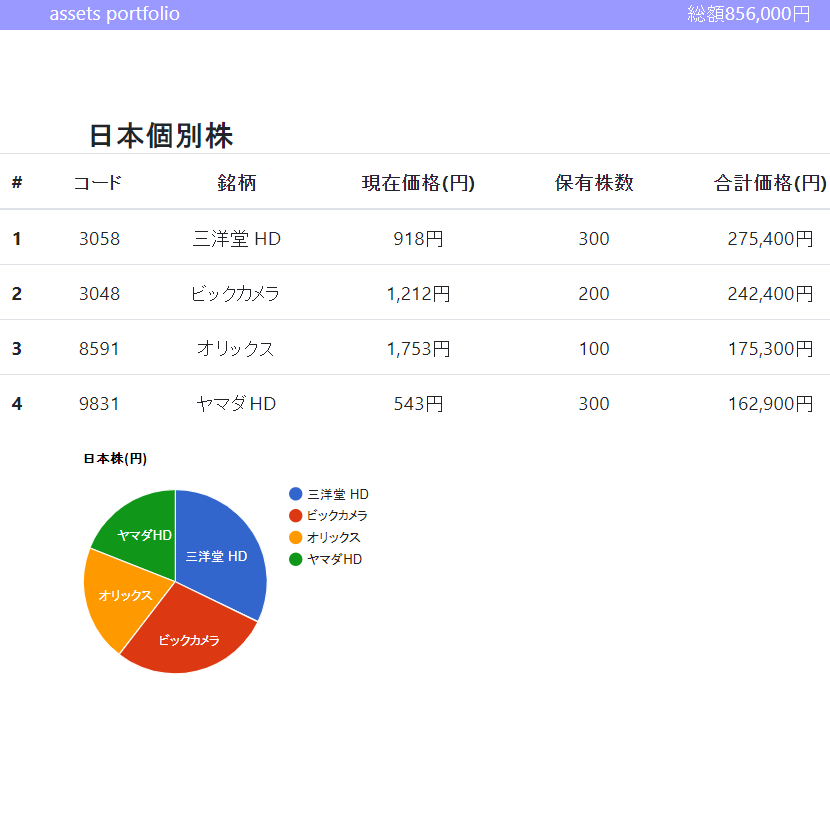 assets portfolio 総額856,000円
日本個別株
# コード 銘柄 現在価格(円) 保有株数 合計価格(円)
1 3058 三洋堂 HD 918円 300 275,400円
2 3048 ビックカメラ 1,212円 200 242,400円
3 8591 オリックス 1,753円 100 175,300円
4 9831 ヤマダHD 543円 300 162,900円
日本株(円)
三洋堂 HD
ビックカメラ
オリックス
ヤマダHD
ヤマダHD
三洋堂 HD
オリックス
ビックカメラ